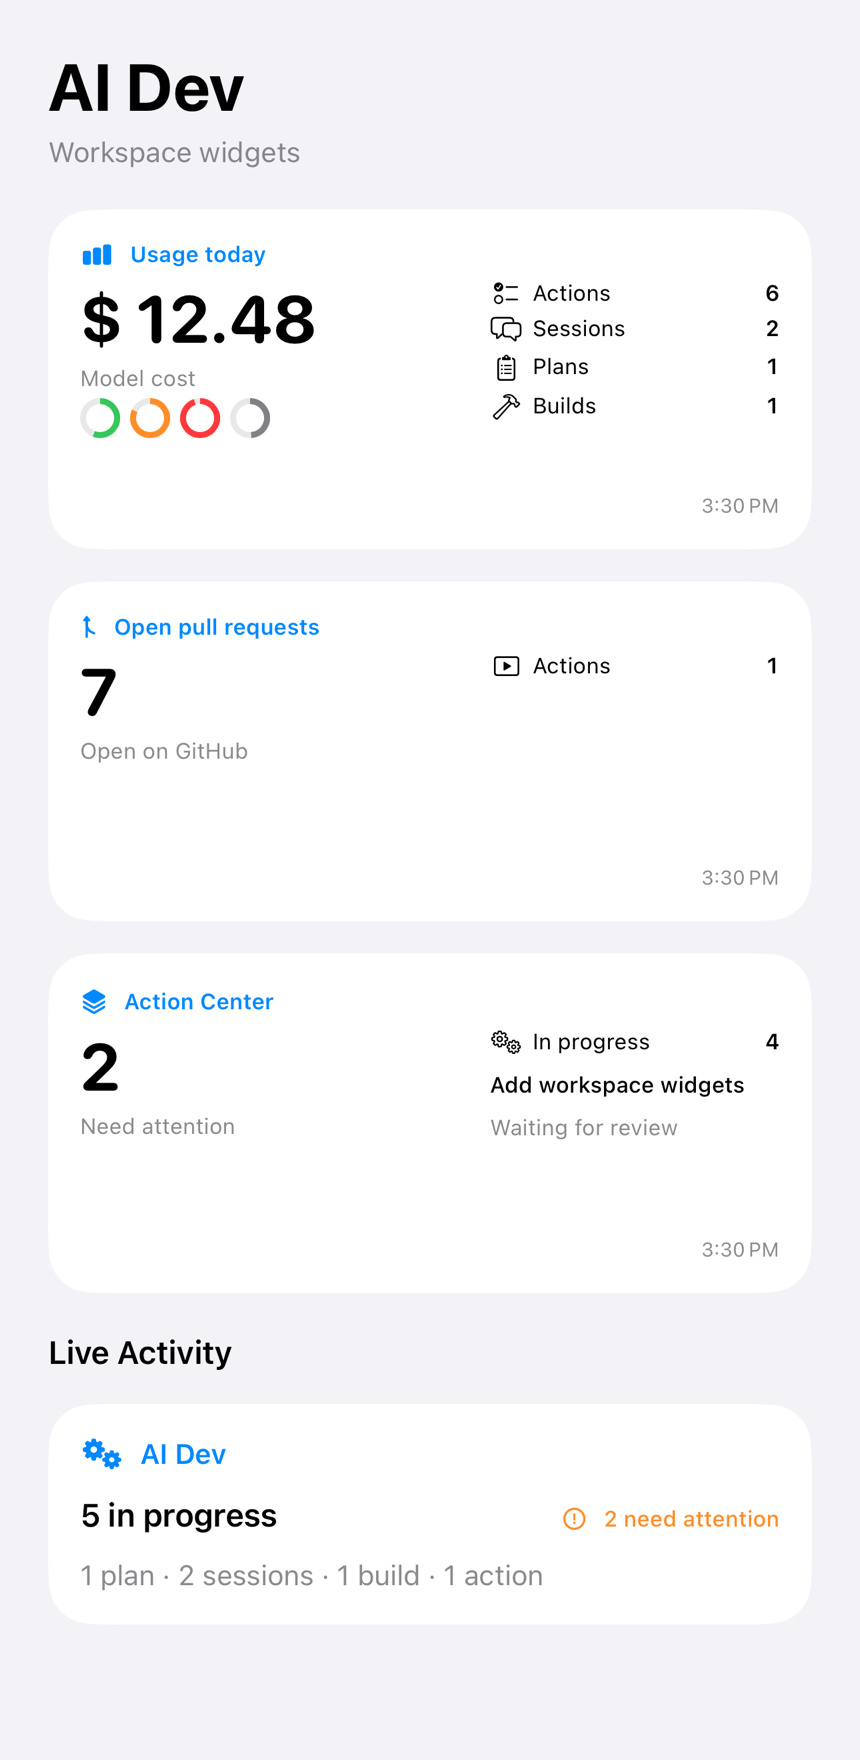 AI Dev
Workspace widgets
Usage today
$ 12.48
Model cost
Actions 6
Sessions 2
Plans 1
Builds 1
3:30 PM
Open pull requests
7
Open on GitHub
Actions 1
3:30 PM
Action Center
2
Need attention
In progress 4
Add workspace widgets
Waiting for review
3:30 PM
Live Activity
AI Dev
5 in progress
2 need attention
1 plan · 2 sessions · 1 build · 1 action